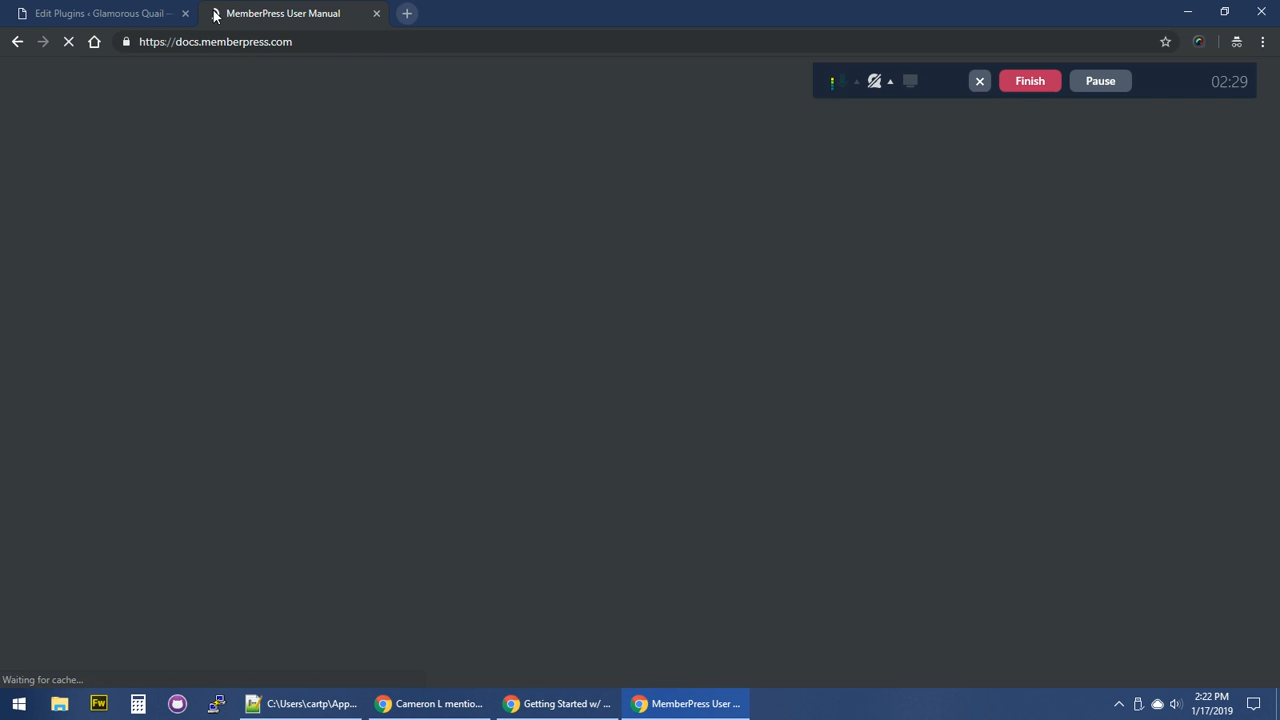 Edit Plugins ‹ Glamorous Quail —
MemberPress User Manual
https://docs.memberpress.com
Finish
Pause
02:29
Waiting for cache...
Fw
C:\Users\cartp\App...
Cameron L mentio...
Getting Started w/ ...
MemberPress User ...
2:22 PM
1/17/2019